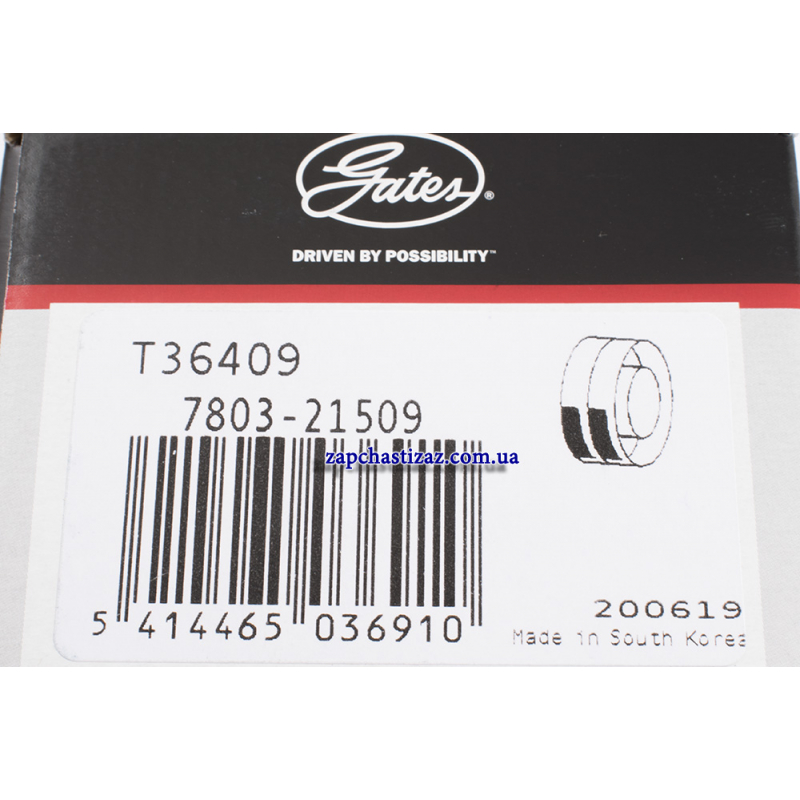 Gates®
DRIVEN BY POSSIBILITY™
T36409
7803-21509
zapchastizaz.com.ua
5 414465 036910
200619
Made in South Korea